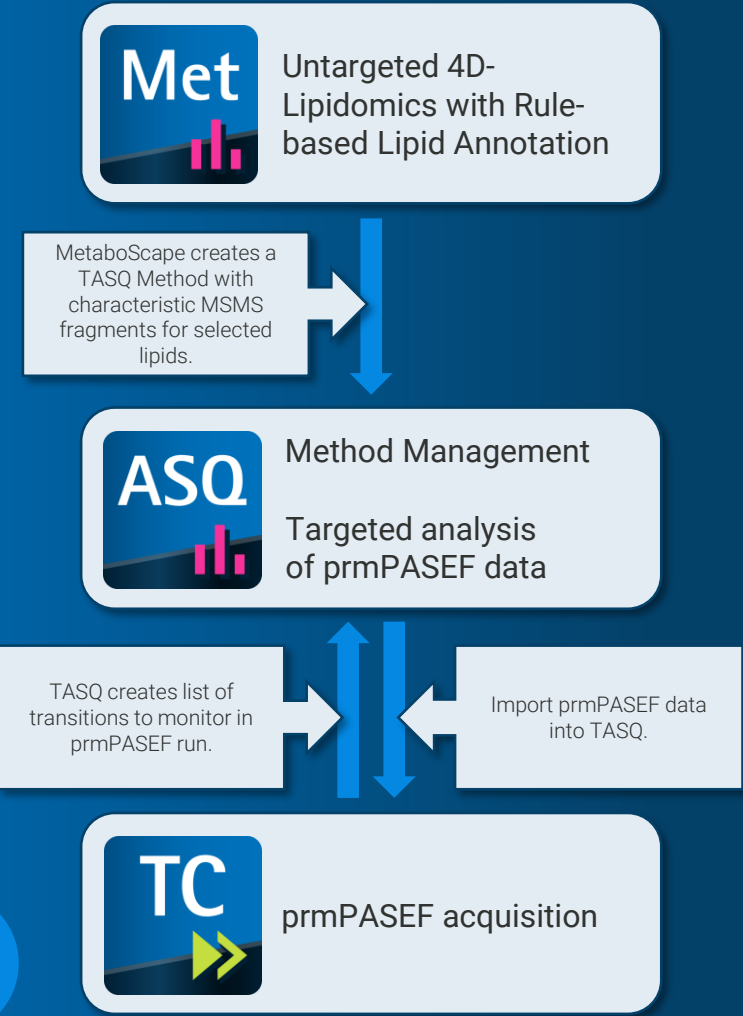 Met
Untargeted 4D-
Lipidomics with Rule-
based Lipid Annotation
MetaboScape creates a
TASQ Method with
characteristic MSMS
fragments for selected
lipids.
ASQ
Method Management
Targeted analysis
of prmPASEF data
TASQ creates list of
transitions to monitor in
prmPASEF run.
Import prmPASEF data
into TASQ.
TC
prmPASEF acquisition